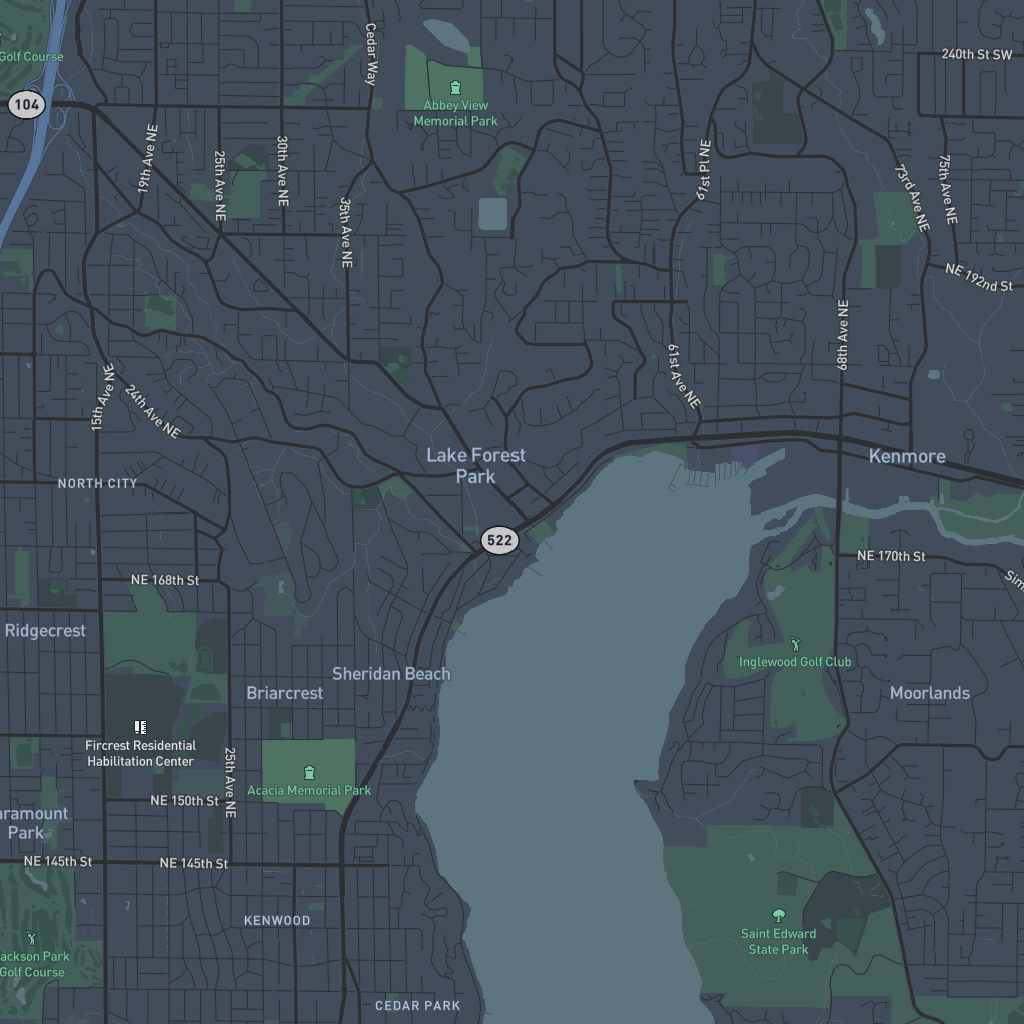 Golf Course
Cedar Way
240th St SW
104
Abbey View
Memorial Park
19th Ave NE
25th Ave NE
30th Ave NE
35th Ave NE
61st Pl NE
73rd Ave NE
75th Ave NE
NE 192nd St
68th Ave NE
61st Ave NE
15th Ave NE
24th Ave NE
Lake Forest
Park
Kenmore
NORTH CITY
522
NE 170th St
NE 168th St
Ridgecrest
Inglewood Golf Club
Sheridan Beach
Briarcrest
Moorlands
Fircrest Residential
Habilitation Center
25th Ave NE
Acacia Memorial Park
NE 150th St
aramount
Park
NE 145th St
NE 145th St
KENWOOD
Saint Edward
State Park
ackson Park
Golf Course
CEDAR PARK